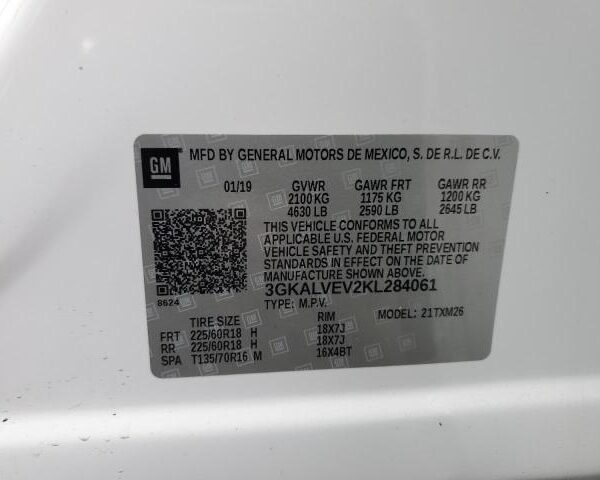 GM MFD BY GENERAL MOTORS DE MEXICO, S. DE R.L. DE C.V.
01/19 GVWR GAWR FRT GAWR RR
2100 KG 1175 KG 1200 KG
4630 LB 2590 LB 2645 LB
THIS VEHICLE CONFORMS TO ALL
APPLICABLE U.S. FEDERAL MOTOR
VEHICLE SAFETY AND THEFT PREVENTION
STANDARDS IN EFFECT ON THE DATE OF
MANUFACTURE SHOWN ABOVE.
8624 3GKALVEV2KL284061
TYPE: M.P.V. MODEL: 21TXM26
TIRE SIZE RIM
FRT 225/60R18 H 18X7J
RR 225/60R18 H 18X7J
SPA T135/70R16 M 16X4BT